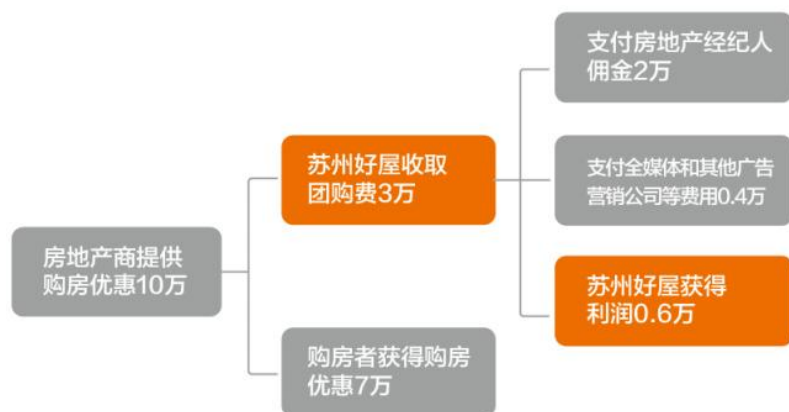 房地产商提供
购房优惠10万
苏州好屋收取
团购费3万
购房者获得购房
优惠7万
支付房地产经纪人
佣金2万
支付全媒体和其他广告
营销公司等费用0.4万
苏州好屋获得
利润0.6万